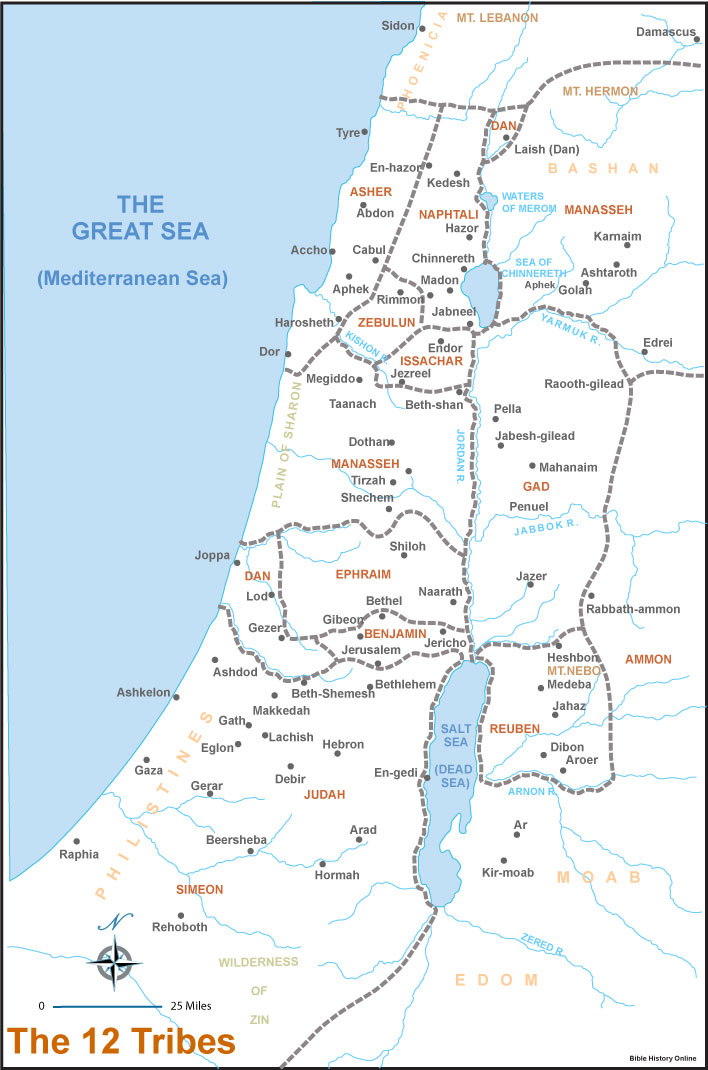 MT. LEBANON
Sidon
Damascus
PHOENICIA
MT. HERMON
Tyre
DAN
Laish (Dan)
En-hazor
BASHAN
Kedesh
ASHER
WATERS
OF MEROM
THE
GREAT SEA
Abdon
NAPHTALI
MANASSEH
Hazor
Karnaim
Accho
Cabul
Chinnereth
SEA OF
CHINNERETH
(Mediterranean Sea)
Aphek
Madon
Ashtaroth
Aphek
Golan
Rimmon
Jabneel
Harosheth
ZEBULUN
YARMUK R.
KISHON R.
Endor
Edrei
Dor
ISSACHAR
Megiddo
Jezreel
Raooth-gilead
Taanach
Beth-shan
Pella
PLAIN OF SHARON
JORDAN R.
Dothan
Jabesh-gilead
MANASSEH
Mahanaim
Tirzah
GAD
Shechem
Penuel
JABBOK R.
Joppa
Shiloh
DAN
EPHRAIM
Jazer
Lod
Naarath
Bethel
Rabbath-ammon
Gezer
Gibeon
BENJAMIN
Jericho
Jerusalem
Heshbon
AMMON
Ashdod
MT.NEBO
Ashkelon
Beth-Shemesh
Bethlehem
Medeba
Makkedah
Jahaz
Gath
SALT
SEA
REUBEN
Lachish
Eglon
Hebron
Dibon
Gaza
(DEAD
SEA)
Aroer
Debir
En-gedi
Gerar
JUDAH
ARNON R.
PHILISTINES
Ar
Raphia
Beersheba
Arad
Kir-moab
Hormah
MOAB
SIMEON
N
Rehoboth
ZERED R.
WILDERNESS
OF
ZIN
EDOM
0 25 Miles
The 12 Tribes
Bible History Online